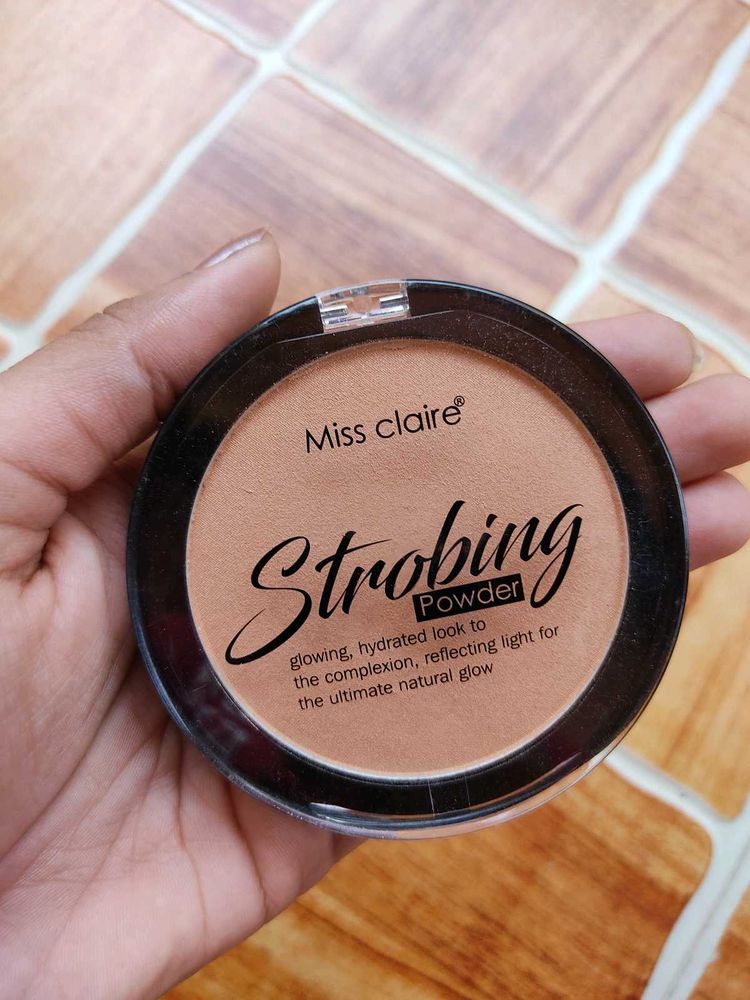 Miss claire®
Strobing
Powder
glowing, hydrated look to
the complexion, reflecting light for
the ultimate natural glow